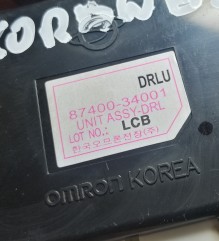 DRLU
87400-34001
UNIT ASSY-DRL
LOT NO.: LCB
한국오므론전장(주)
omron KOREA